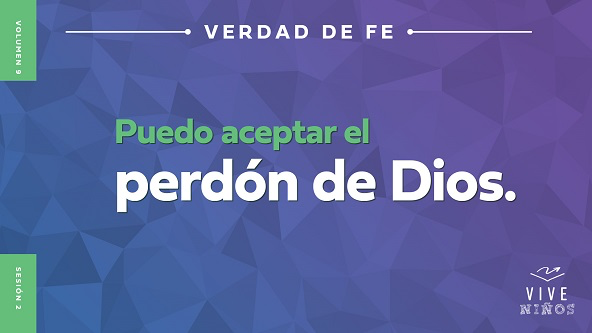 VOLUMEN 9
VERDAD DE FE
Puedo aceptar el
perdón de Dios.
SESIÓN 2
VIVE
NIÑOS